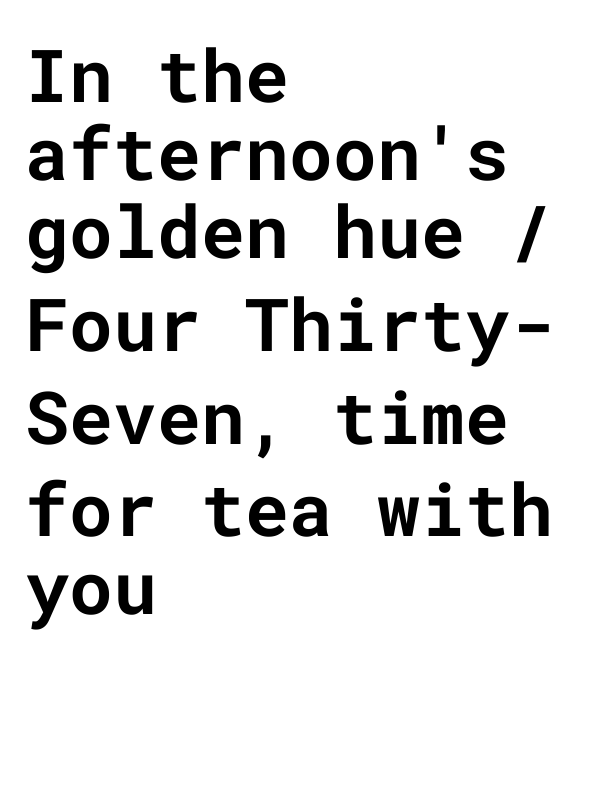 In the
afternoon's
golden hue /
Four Thirty-
Seven, time
for tea with
you